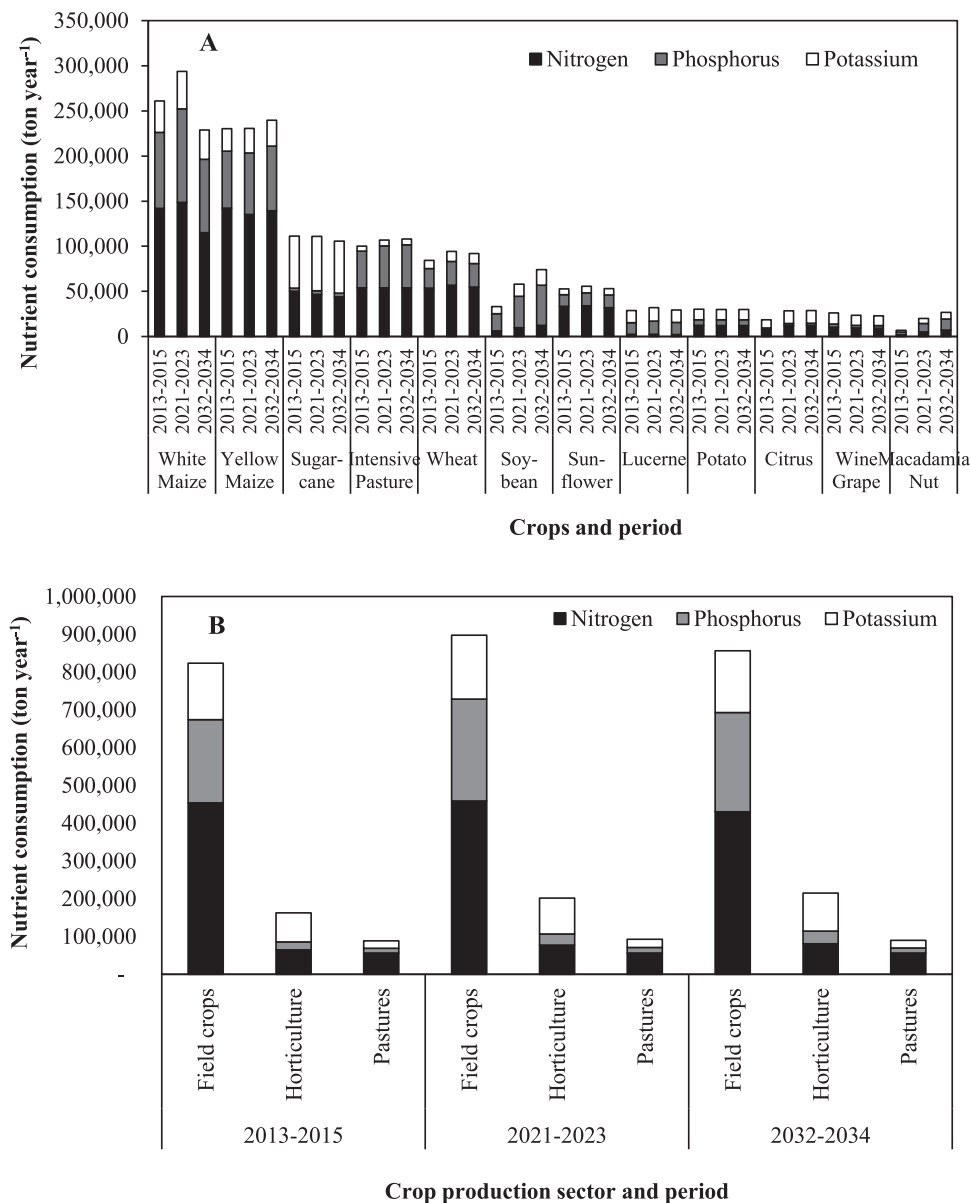 350,000
A
Nitrogen Phosphorus Potassium
300,000
250,000
200,000
150,000
100,000
50,000
0
Nutrient consumption (ton year-1)
2013-2015 2021-2023 2032-2034 2013-2015 2021-2023 2032-2034 2013-2015 2021-2023 2032-2034 2013-2015 2021-2023 2032-2034 2013-2015 2021-2023 2032-2034 2013-2015 2021-2023 2032-2034 2013-2015 2021-2023 2032-2034 2013-2015 2021-2023 2032-2034 2013-2015 2021-2023 2032-2034 2013-2015 2021-2023 2032-2034 2013-2015 2021-2023 2032-2034 2013-2015 2021-2023 2032-2034
White Yellow Sugar- Intensive Wheat Soy- Sun- Lucerne Potato Citrus Wine Macadamia
Maize Maize cane Pasture bean flower Grape Nut
Crops and period
1,000,000
B
Nitrogen Phosphorus Potassium
900,000
800,000
700,000
600,000
500,000
400,000
300,000
200,000
100,000
-
Nutrient consumption (ton year-1)
Field crops Horticulture Pastures Field crops Horticulture Pastures Field crops Horticulture Pastures
2013-2015 2021-2023 2032-2034
Crop production sector and period